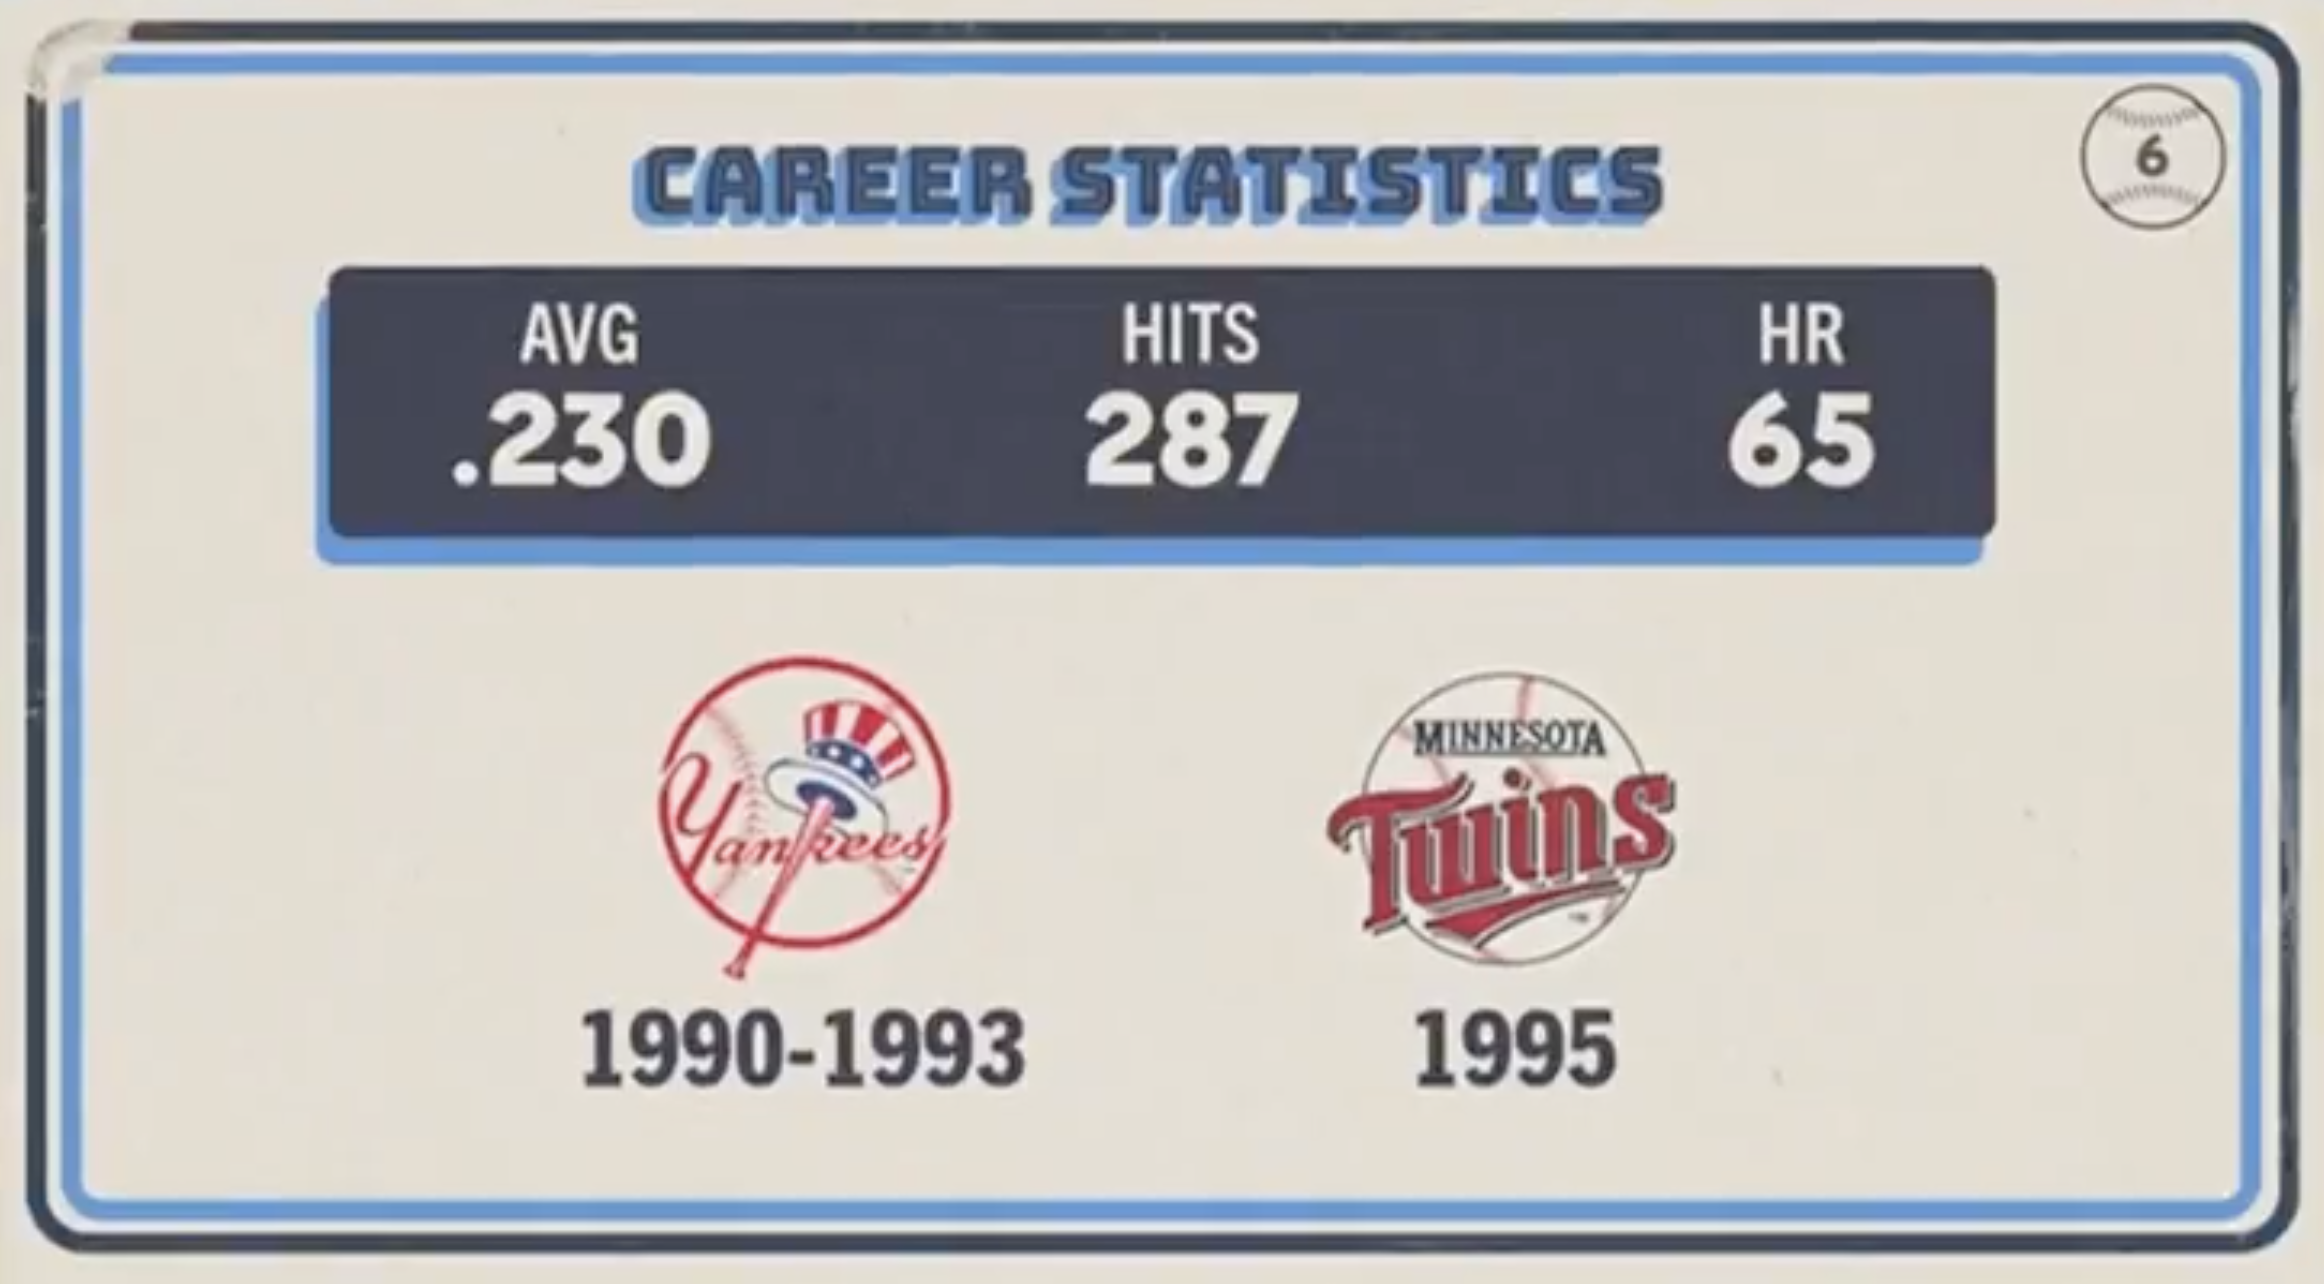 CAREER STATISTICS
6
AVG HITS HR
.230 287 65
Yankees
MINNESOTA
Twins
1990-1993 1995